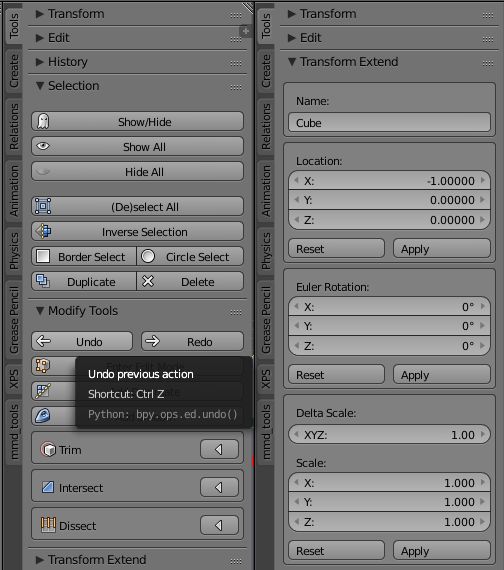 Tools
Create
Relations
Animation
Physics
Grease Pencil
XPS
mmd_tools
Transform
Edit
History
Selection
Show/Hide
Show All
Hide All
(De)select All
Inverse Selection
Border Select Circle Select
Duplicate Delete
Modify Tools
Undo Redo
Undo previous action
Shortcut: Ctrl Z
Python: bpy.ops.ed.undo()
Trim
Intersect
Dissect
Transform Extend
Tools
Create
Relations
Animation
Physics
Grease Pencil
XPS
mmd_tools
Transform
Edit
Transform Extend
Name:
Cube
Location:
X: -1.00000
Y: 0.00000
Z: 0.00000
Reset Apply
Euler Rotation:
X: 0°
Y: 0°
Z: 0°
Reset Apply
Delta Scale:
XYZ: 1.00
Scale:
X: 1.000
Y: 1.000
Z: 1.000
Reset Apply